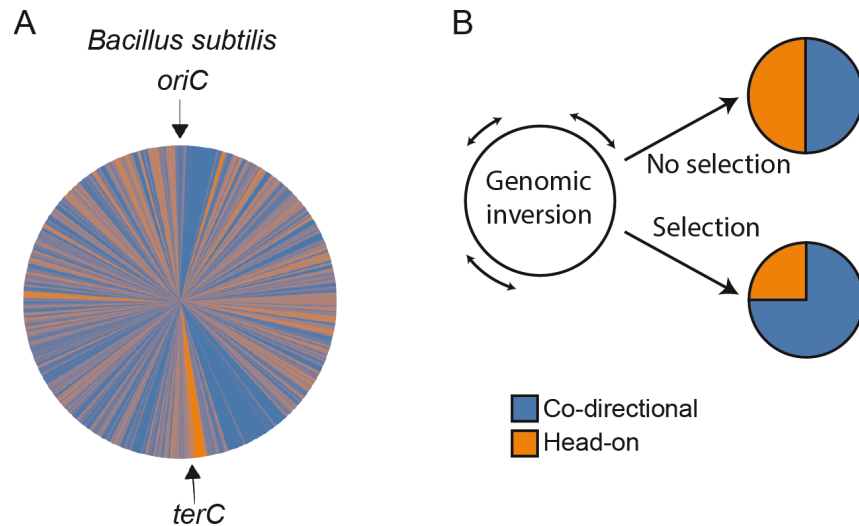 A
Bacillus subtilis
oriC
terC
B
Genomic
inversion
No selection
Selection
Co-directional
Head-on